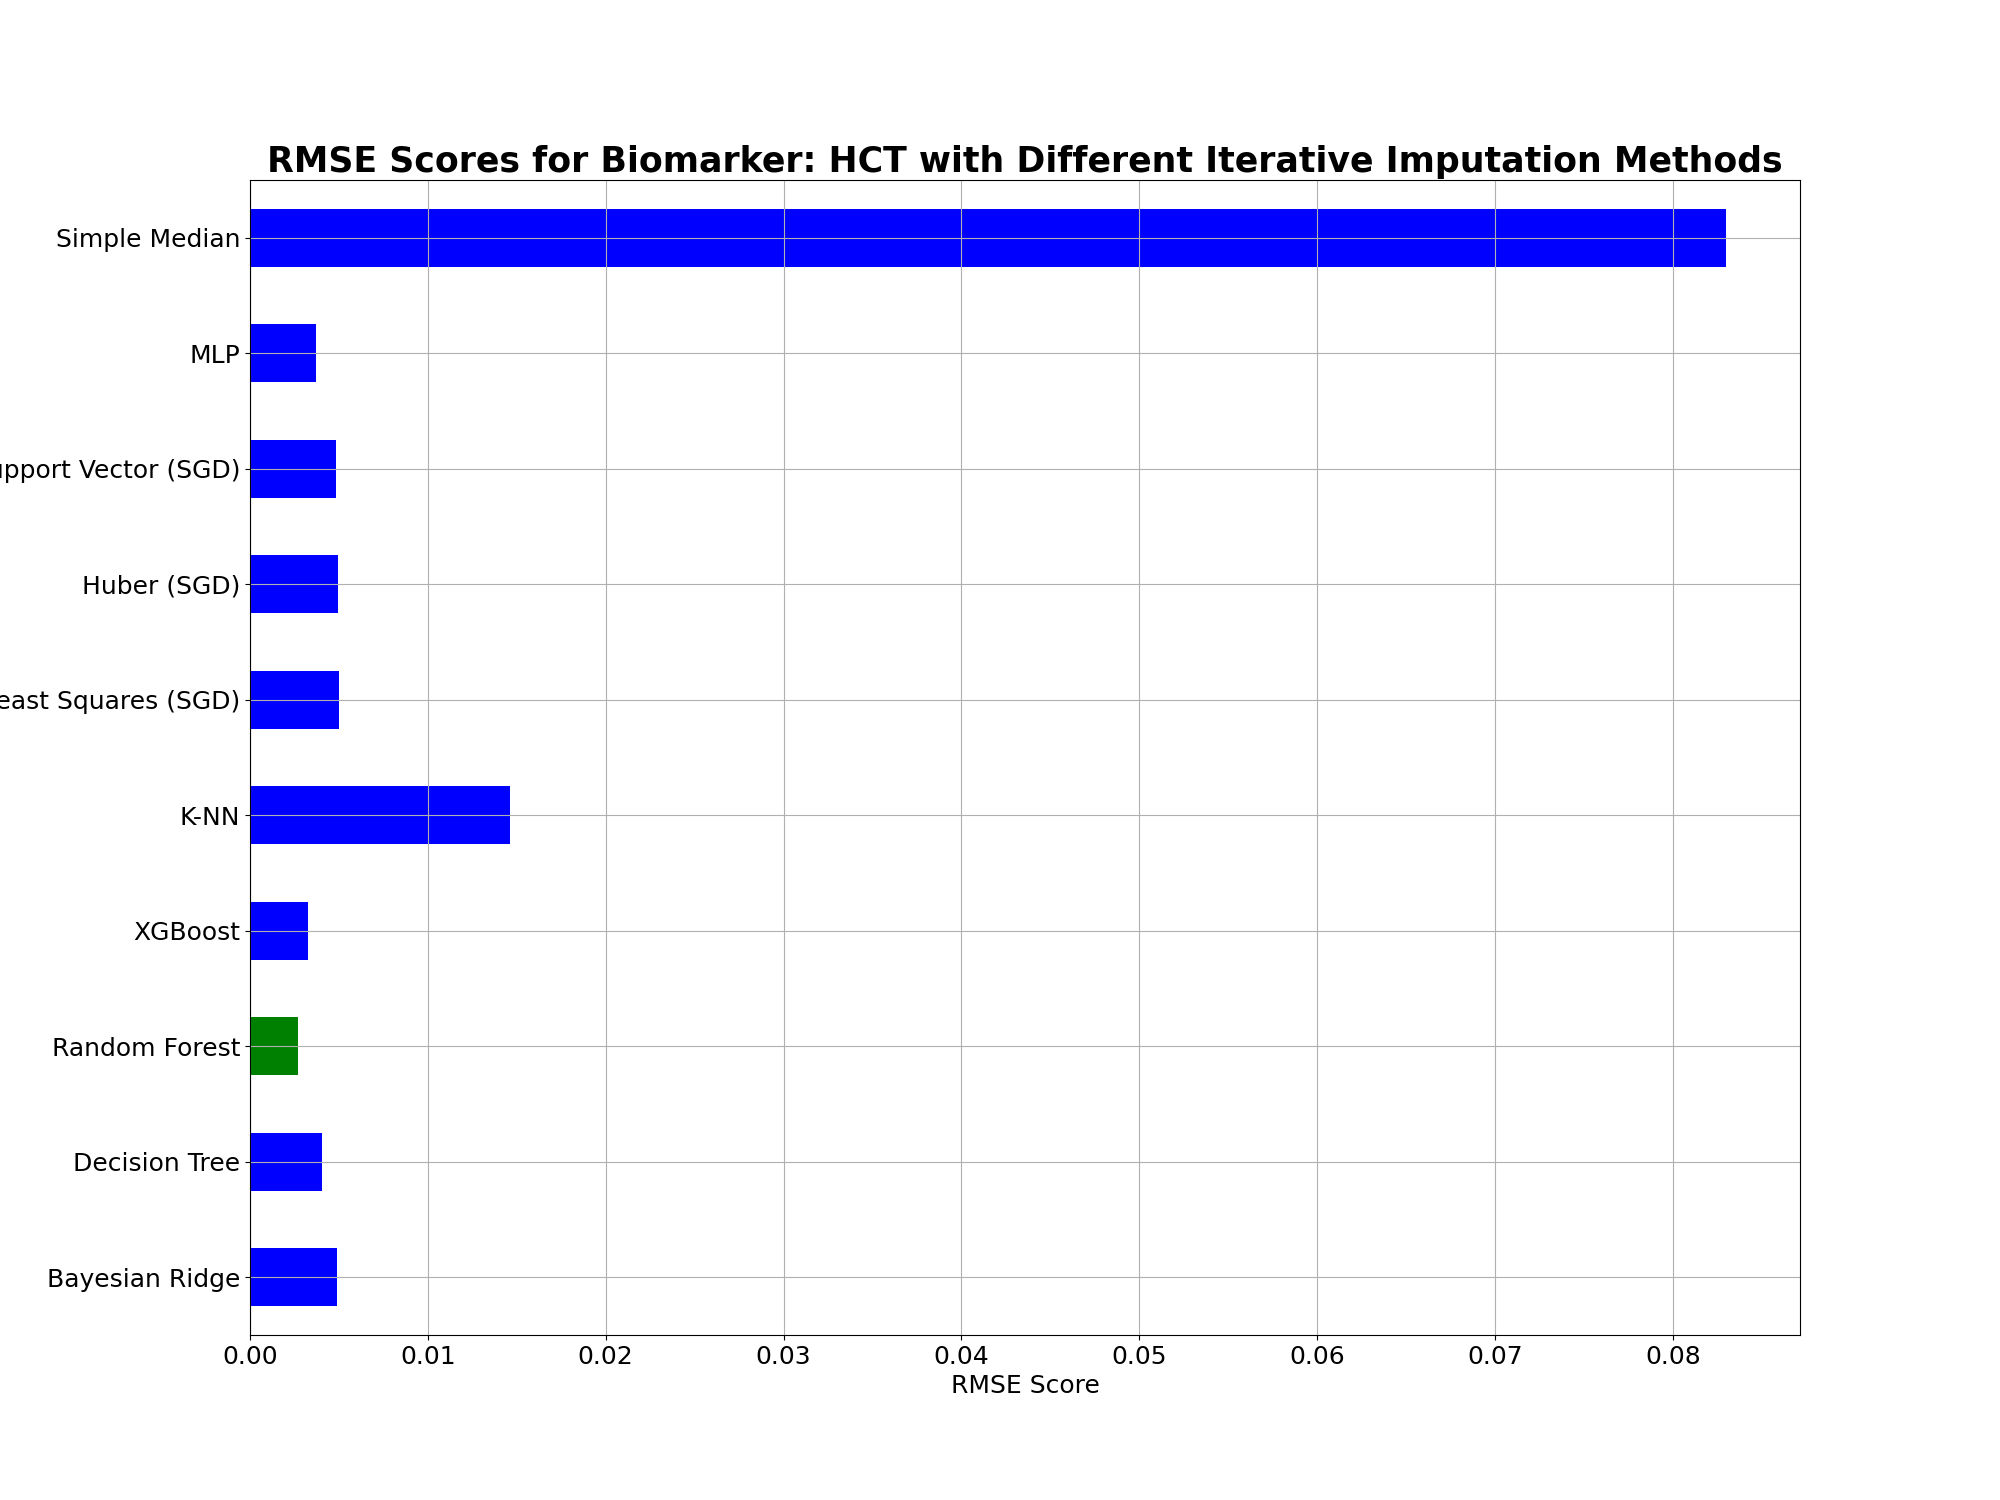 RMSE Scores for Biomarker: HCT with Different Iterative Imputation Methods
Simple Median
MLP
upport Vector (SGD)
Huber (SGD)
east Squares (SGD)
K-NN
XGBoost
Random Forest
Decision Tree
Bayesian Ridge
0.00 0.01 0.02 0.03 0.04 0.05 0.06 0.07 0.08
RMSE Score